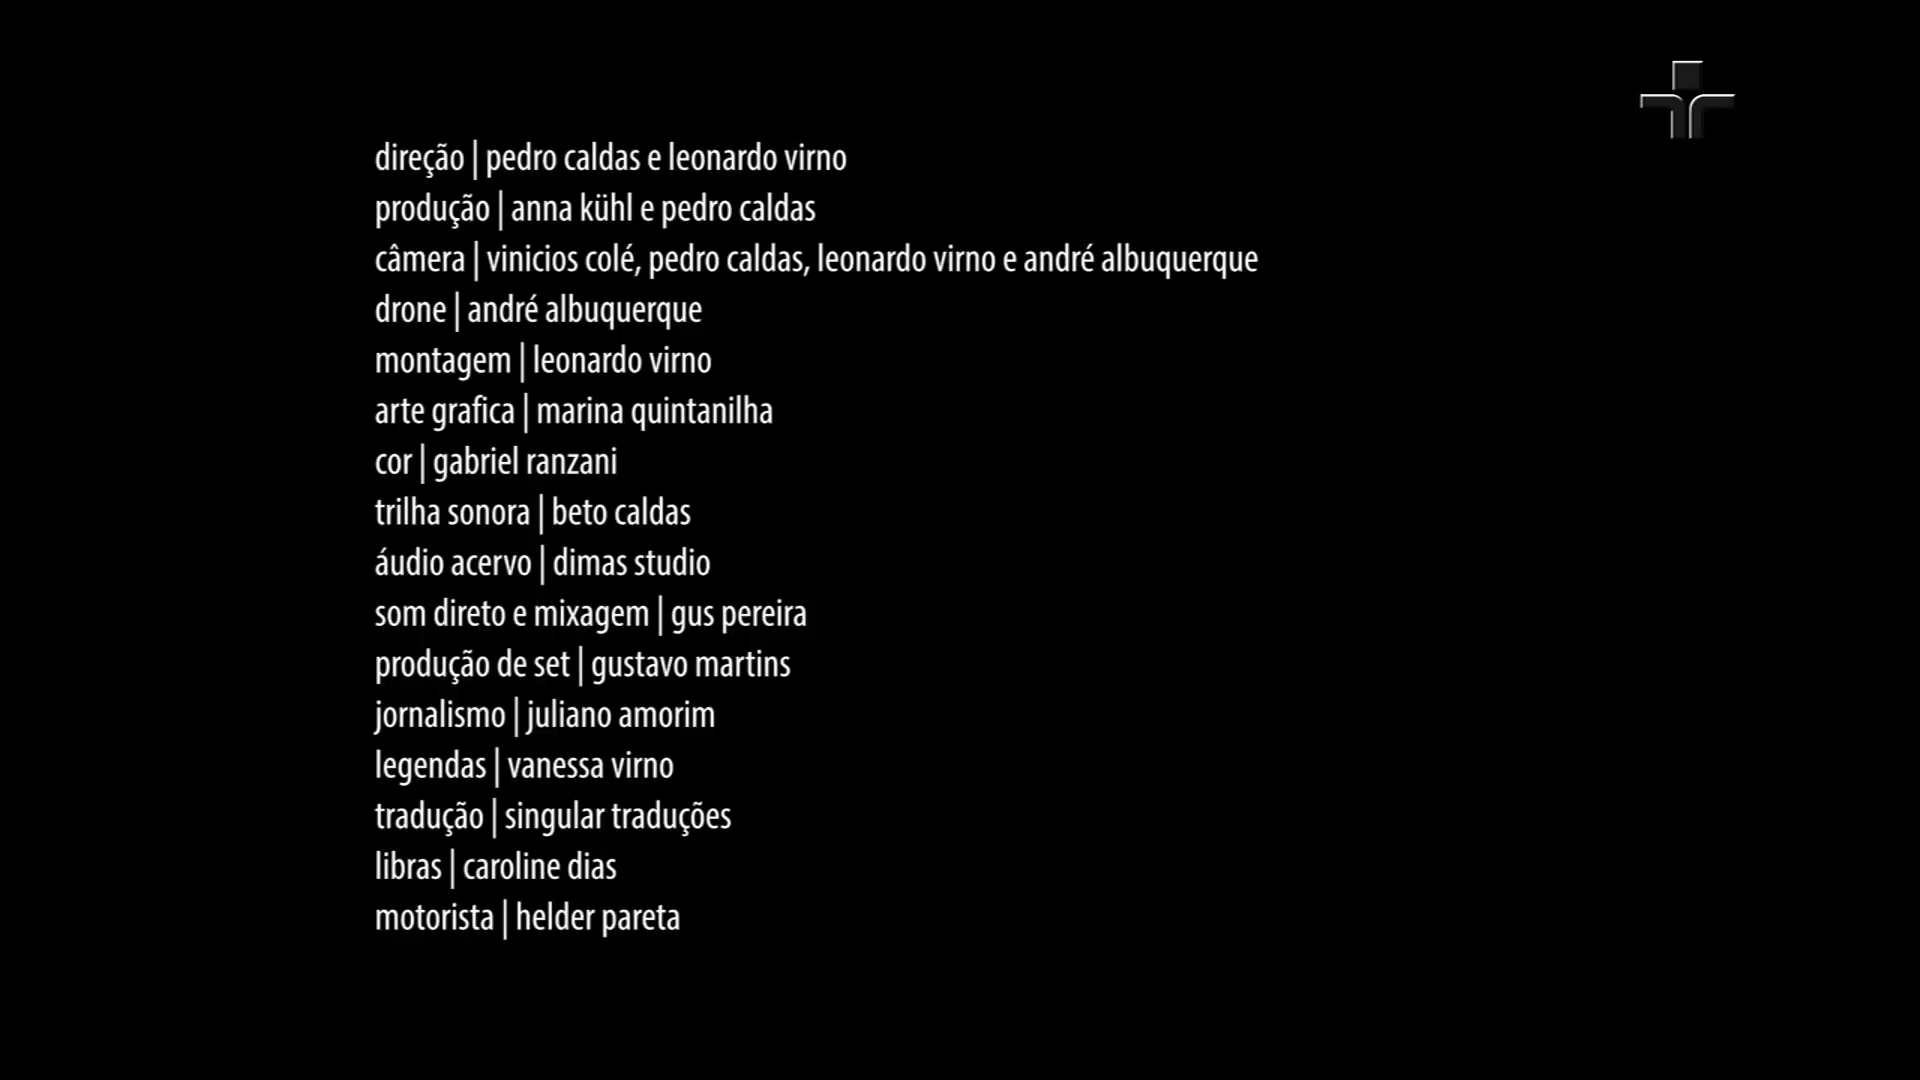 direção | pedro caldas e leonardo virno
produção | anna kühl e pedro caldas
câmera | vinicios colé, pedro caldas, leonardo virno e andré albuquerque
drone | andré albuquerque
montagem | leonardo virno
arte grafica | marina quintanilha
cor | gabriel ranzani
trilha sonora | beto caldas
áudio acervo | dimas studio
som direto e mixagem | gus pereira
produção de set | gustavo martins
jornalismo | juliano amorim
legendas | vanessa virno
tradução | singular traduções
libras | caroline dias
motorista | helder pareta